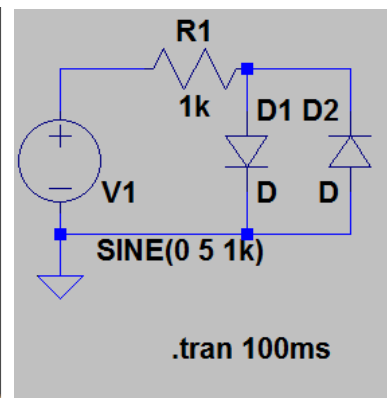 R1
1k
D1 D2
V1
D D
SINE(0 5 1k)
.tran 100ms